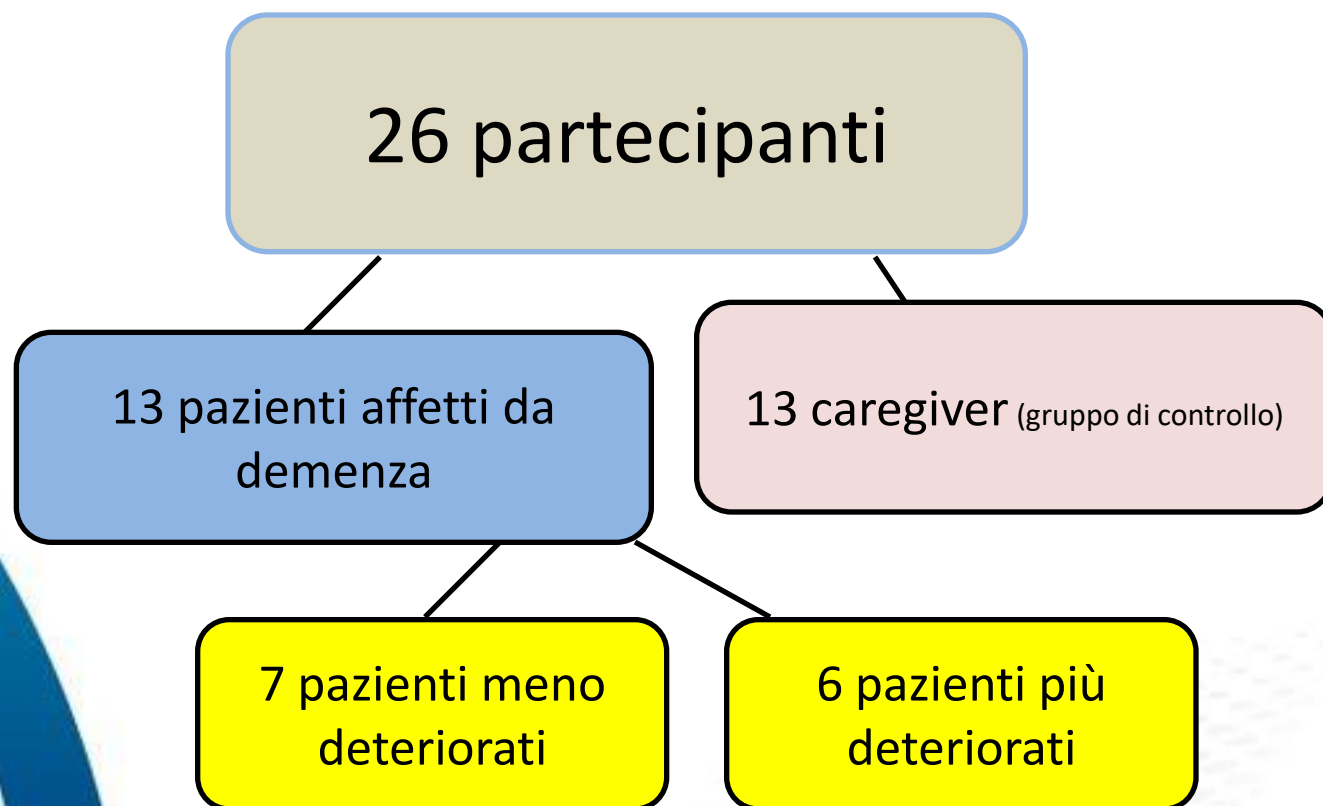 26 partecipanti
13 pazienti affetti da
demenza
13 caregiver (gruppo di controllo)
7 pazienti meno
deteriorati
6 pazienti più
deteriorati